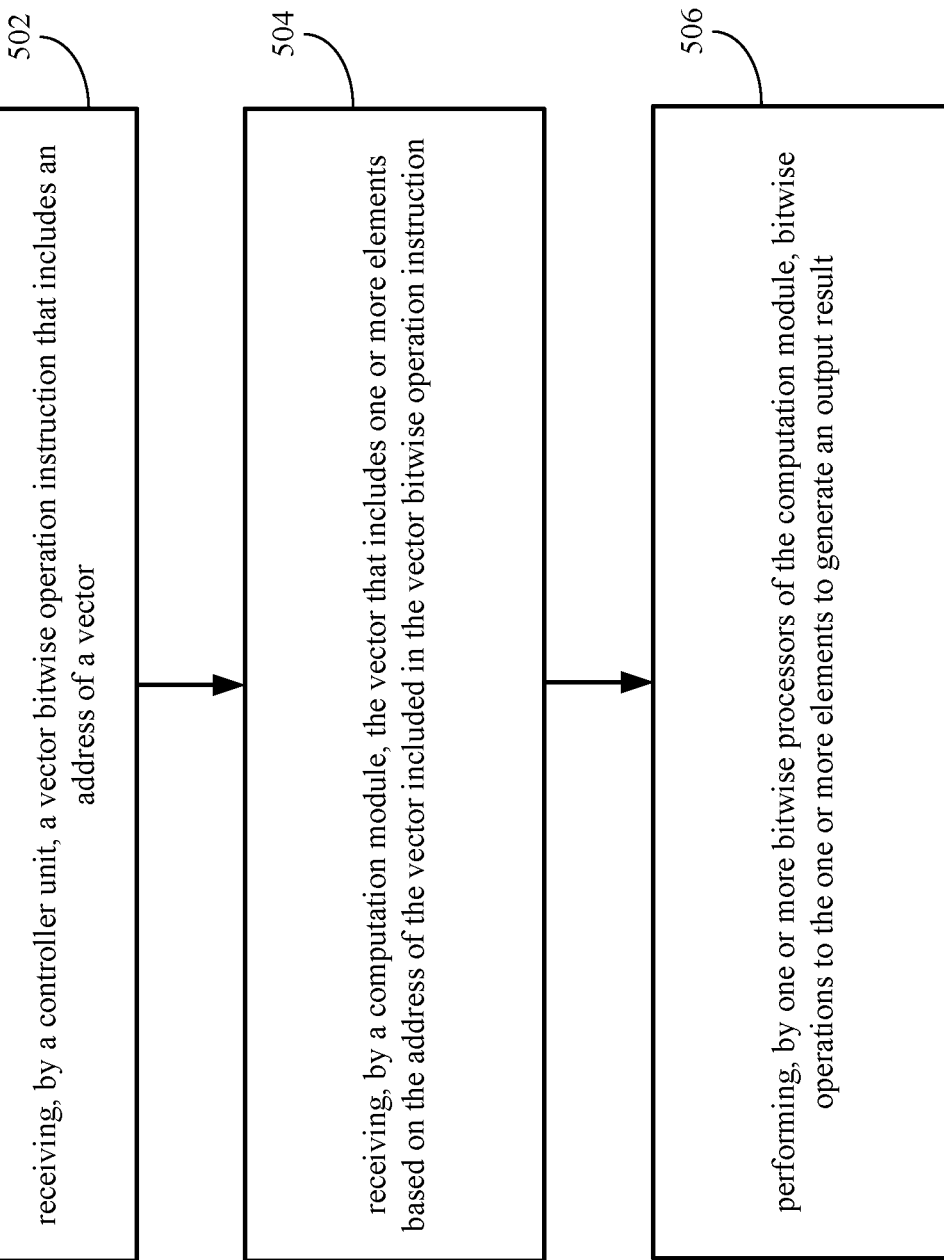 502
receiving, by a controller unit, a vector bitwise operation instruction that includes an
address of a vector
504
receiving, by a computation module, the vector that includes one or more elements
based on the address of the vector included in the vector bitwise operation instruction
506
performing, by one or more bitwise processors of the computation module, bitwise
operations to the one or more elements to generate an output result